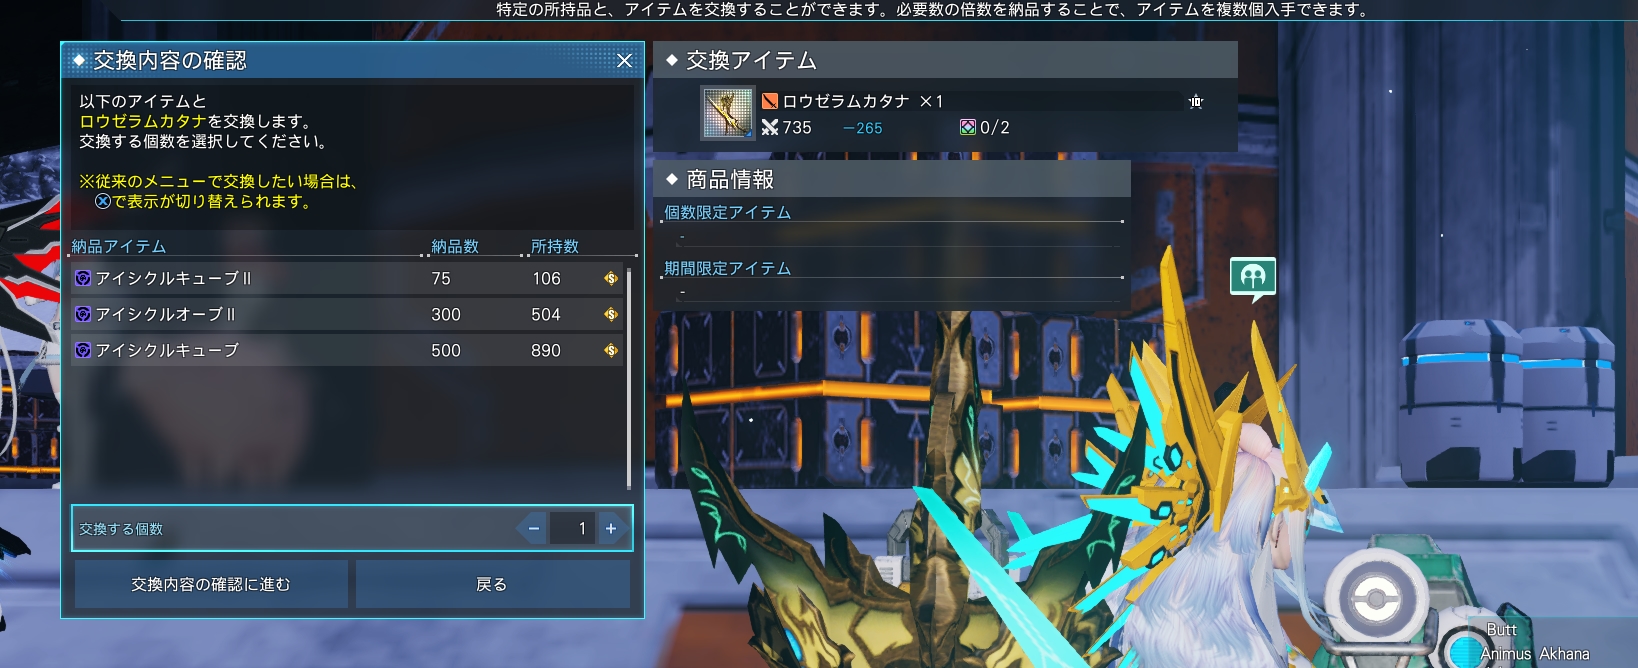 特定の所持品と、アイテムを交換することができます。必要数の倍数を納品することで、アイテムを複数個入手できます。
交換内容の確認
以下のアイテムと
ロウゼラムカタナを交換します。
交換する個数を選択してください。
※従来のメニューで交換したい場合は、
Ⓧで表示が切り替えられます。
納品アイテム 納品数 所持数
アイシクルキューブⅡ 75 106
アイシクルオーブⅡ 300 504
アイシクルキューブ 500 890
交換する個数 － 1 ＋
交換内容の確認に進む 戻る
交換アイテム
ロウゼラムカタナ ×1
735 －265 0/2
商品情報
個数限定アイテム
-
期間限定アイテム
-
Butt
Animus Akhana